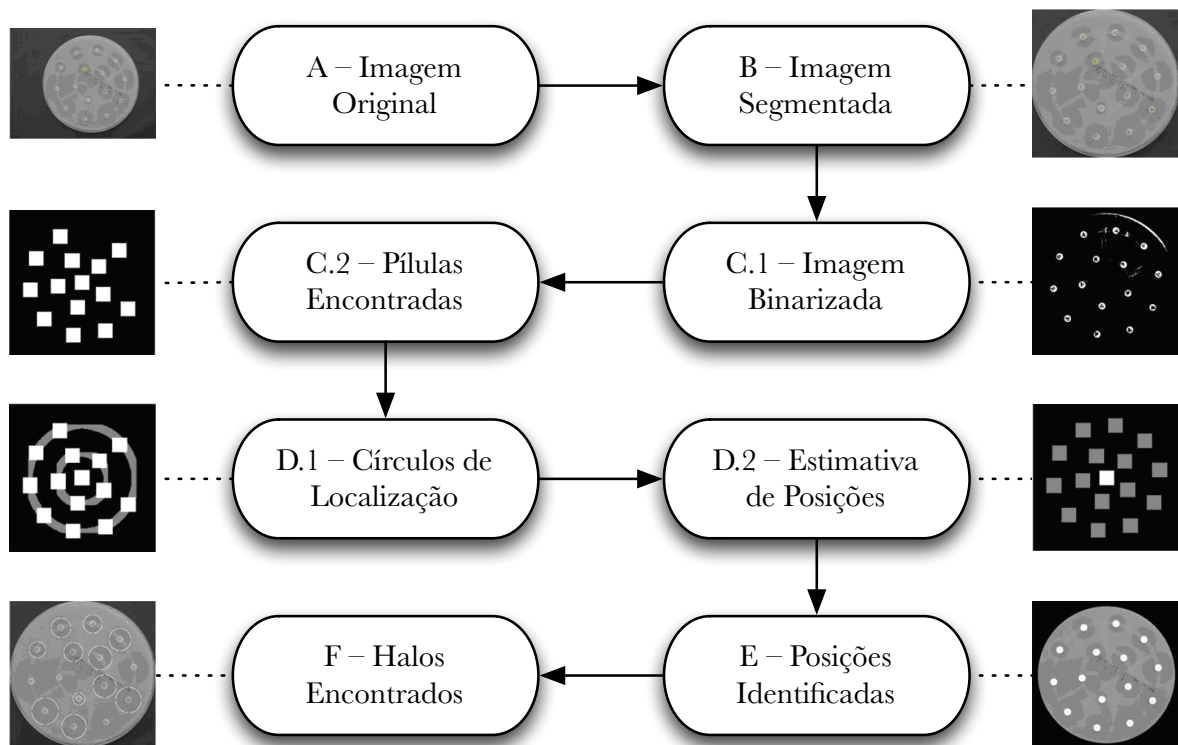 A – Imagem
Original
B – Imagem
Segmentada
C.2 – Pílulas
Encontradas
C.1 – Imagem
Binarizada
D.1 – Círculos de
Localização
D.2 – Estimativa
de Posições
F – Halos
Encontrados
E – Posições
Identificadas